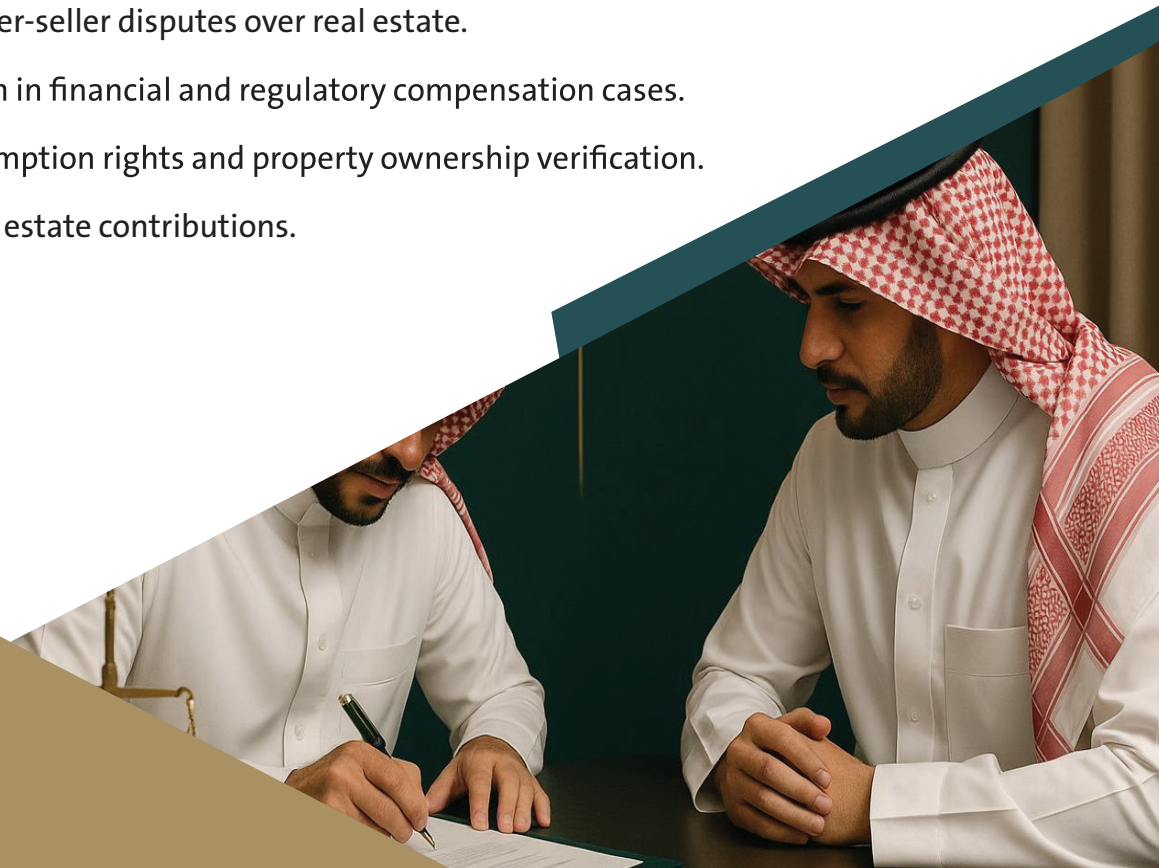 er-seller disputes over real estate.
in financial and regulatory compensation cases.
mption rights and property ownership verification.
estate contributions.